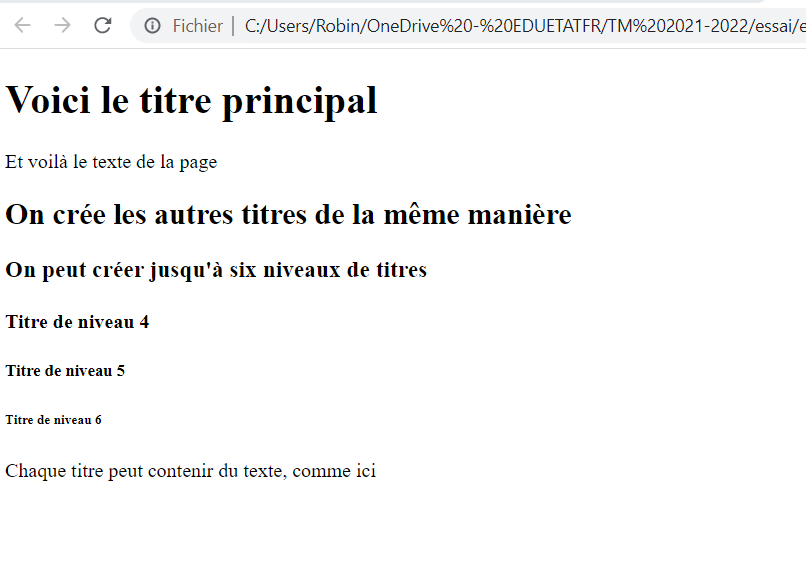 Fichier | C:/Users/Robin/OneDrive%20-%20EDUETATFR/TM%202021-2022/essai/e
Voici le titre principal
Et voilà le texte de la page
On crée les autres titres de la même manière
On peut créer jusqu'à six niveaux de titres
Titre de niveau 4
Titre de niveau 5
Titre de niveau 6
Chaque titre peut contenir du texte, comme ici